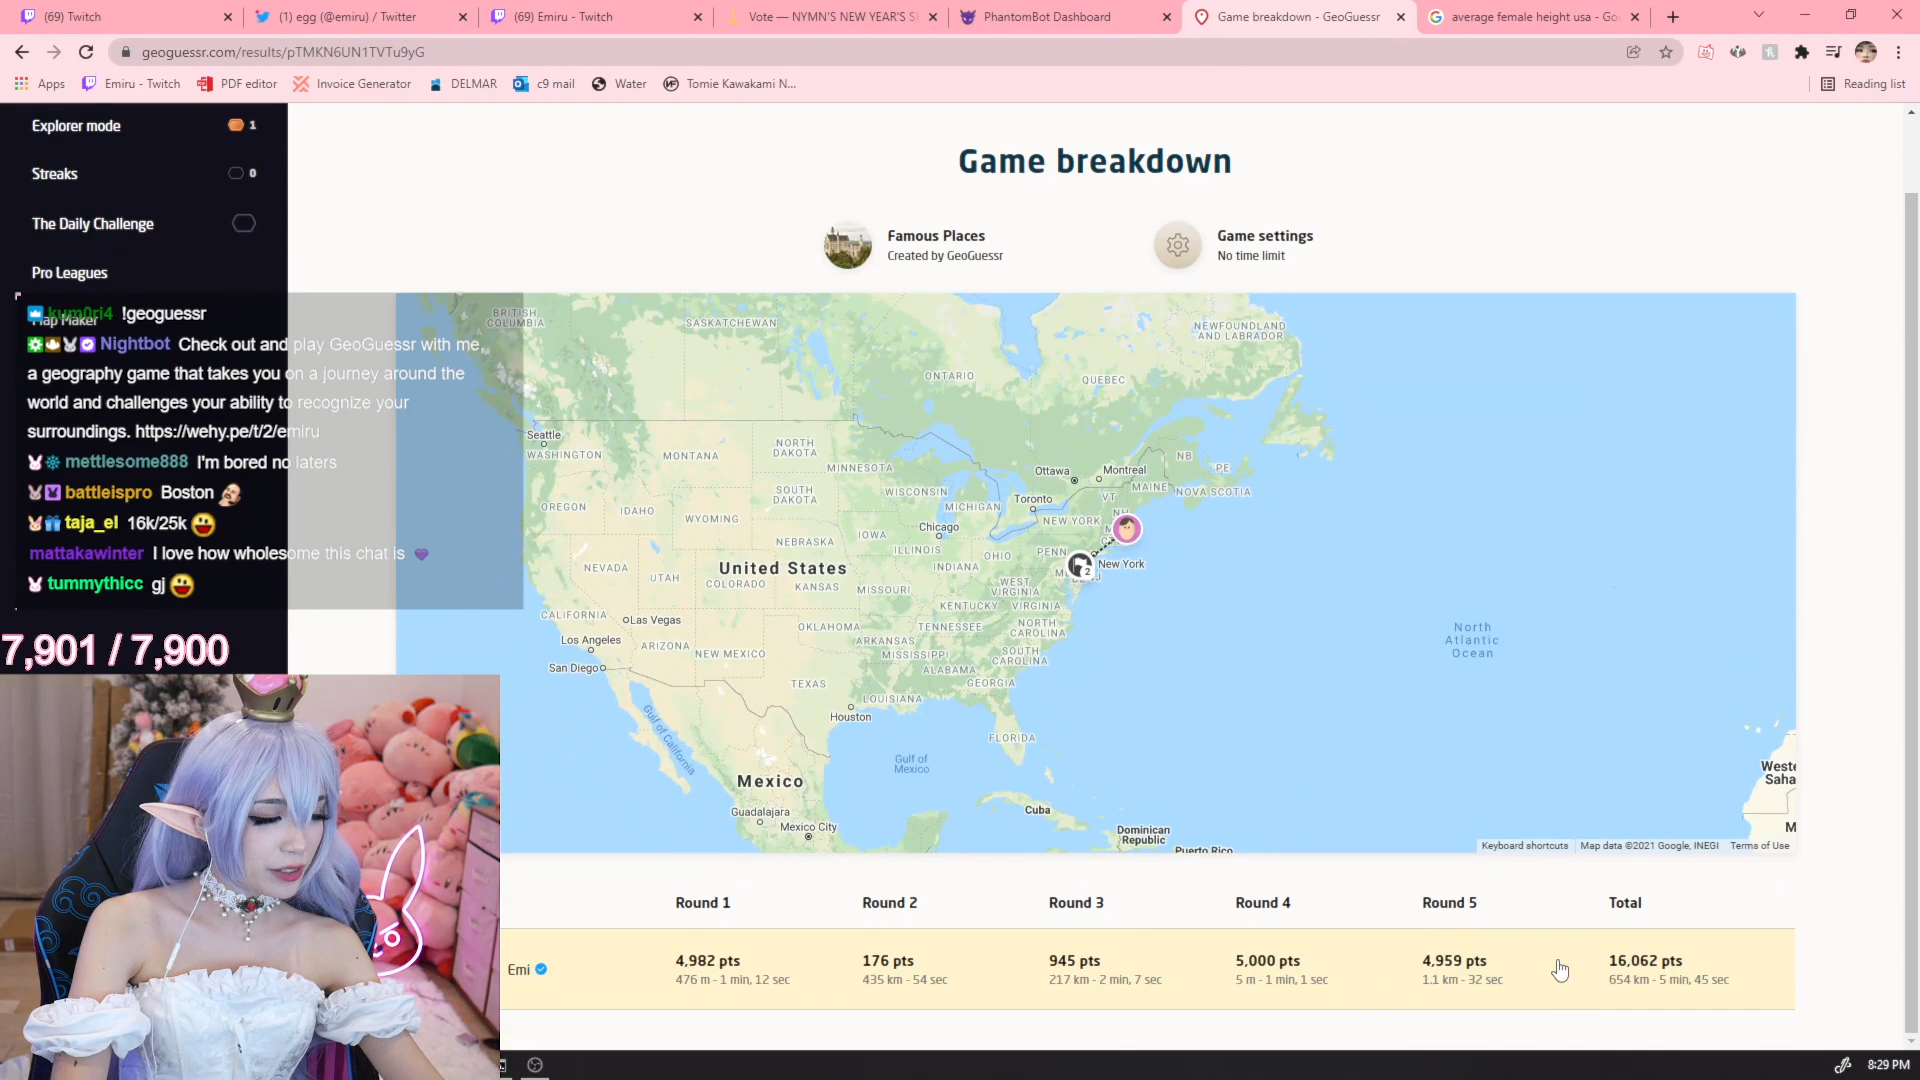 (69) Twitch
(1) egg (@emiru) / Twitter
(69) Emiru - Twitch
Vote — NYMN'S NEW YEAR'S S
PhantomBot Dashboard
Game breakdown - GeoGuessr
average female height usa - Go
geoguessr.com/results/pTMKN6UN1TVTu9yG
Apps
Emiru - Twitch
PDF editor
Invoice Generator
DELMAR
c9 mail
Water
Tomie Kawakami N...
Reading list
Explorer mode
1
Streaks
0
The Daily Challenge
Pro Leagues
Map Maker
Game breakdown
Famous Places
Created by GeoGuessr
Game settings
No time limit
kum0ri4 !geoguessr
Nightbot Check out and play GeoGuessr with me,
a geography game that takes you on a journey around the
world and challenges your ability to recognize your
surroundings. https://wehy.pe/t/2/emiru
mettlesome888 I'm bored no laters
battleispro Boston
taja_el 16k/25k
mattakawinter I love how wholesome this chat is
tummythicc gj
7,901 / 7,900
BRITISH
COLUMBIA
SASKATCHEWAN
NEWFOUNDLAND
AND LABRADOR
ONTARIO
QUEBEC
Seattle
WASHINGTON
MONTANA
NORTH
DAKOTA
MINNESOTA
Ottawa
Montreal
NB
PE
NOVA SCOTIA
MAINE
OREGON
IDAHO
WYOMING
SOUTH
DAKOTA
WISCONSIN
MICHIGAN
Toronto
VT
NH
NEW YORK
Chicago
NEBRASKA
IOWA
ILLINOIS
INDIANA
OHIO
PENN
New York
NEVADA
UTAH
COLORADO
United States
KANSAS
MISSOURI
WEST
VIRGINIA
KENTUCKY
VIRGINIA
2
CALIFORNIA
Las Vegas
Los Angeles
ARIZONA
NEW MEXICO
OKLAHOMA
ARKANSAS
TENNESSEE
NORTH
CAROLINA
San Diego
MISSISSIPPI
SOUTH
CAROLINA
ALABAMA
GEORGIA
TEXAS
LOUISIANA
Houston
FLORIDA
North
Atlantic
Ocean
Gulf of
California
Gulf of
Mexico
Mexico
Guadalajara
Mexico City
Cuba
Dominican
Republic
Puerto Rico
Weste
Saha
M
Keyboard shortcuts
Map data ©2021 Google, INEGI
Terms of Use
Round 1
Round 2
Round 3
Round 4
Round 5
Total
Emi
4,982 pts
476 m - 1 min, 12 sec
176 pts
435 km - 54 sec
945 pts
217 km - 2 min, 7 sec
5,000 pts
5 m - 1 min, 1 sec
4,959 pts
1.1 km - 32 sec
16,062 pts
654 km - 5 min, 45 sec
8:29 PM